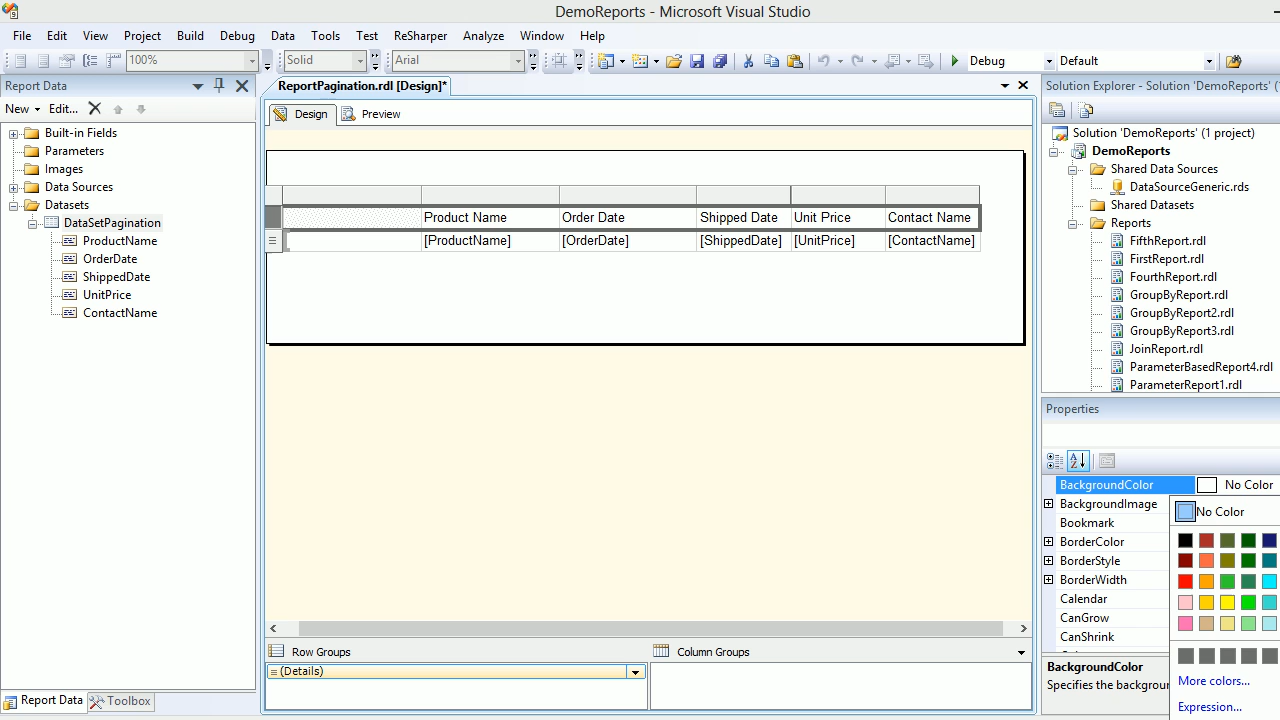 DemoReports - Microsoft Visual Studio
File Edit View Project Build Debug Data Tools Test ReSharper Analyze Window Help
100% Solid Arial Debug Default
Report Data
New Edit...
Built-in Fields
Parameters
Images
Data Sources
Datasets
DataSetPagination
ProductName
OrderDate
ShippedDate
UnitPrice
ContactName
Report Data Toolbox
ReportPagination.rdl [Design]*
Design Preview
Product Name Order Date Shipped Date Unit Price Contact Name
[ProductName] [OrderDate] [ShippedDate] [UnitPrice] [ContactName]
Row Groups Column Groups
(Details)
Solution Explorer - Solution 'DemoReports' (1
Solution 'DemoReports' (1 project)
DemoReports
Shared Data Sources
DataSourceGeneric.rds
Shared Datasets
Reports
FifthReport.rdl
FirstReport.rdl
FourthReport.rdl
GroupByReport.rdl
GroupByReport2.rdl
GroupByReport3.rdl
JoinReport.rdl
ParameterBasedReport4.rdl
ParameterReport1.rdl
Properties
BackgroundColor No Color
BackgroundImage
No Color
Bookmark
BorderColor
BorderStyle
BorderWidth
Calendar
CanGrow
CanShrink
BackgroundColor
Specifies the backgroun
More colors...
Expression...